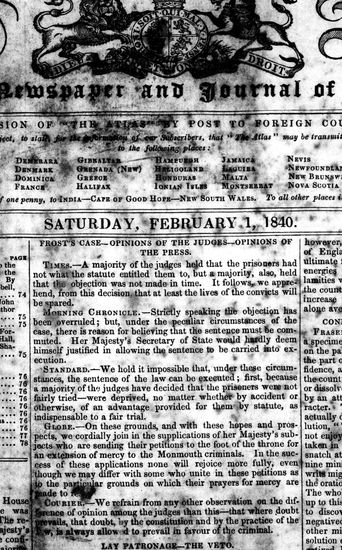 DIEU
DROIT
Newspaper and Journal of
SION OF "THE ATLAS" BY POST TO FOREIGN COU
ject, to state, for the information of our Subscribers, that "The Atlas" may be transmit
to the following places:
DEMERARA GIBRALTAR HAMBURGH JAMAICA NEVIS
DENMARK GRENADA (New) HELIGOLAND LAGUIRA NEWFOUNDLAN
DOMINICA GREECE HONDURAS MALTA NEW BRUNSW
FRANCE HALIFAX IONIAN ISLES MONTSERRAT NOVA SCOTIA
f one penny, to INDIA—CAPE OF GOOD HOPE—NEW SOUTH WALES. To all other places i
SATURDAY, FEBRUARY 1, 1840.
FROST'S CASE—OPINIONS OF THE JUDGES—OPINIONS OF
THE PRESS.
TIMES.—A majority of the judges held that the prisoners had
not what the statute entitled them to, but a majority, also, held
that the objection was not made in time. It follows, we appre-
hend, from this decision, that at least the lives of the convicts will
be spared.
MORNING CHRONICLE.—Strictly speaking the objection has
been overruled; but, under the peculiar circumstances of the
case, there is reason for believing that the sentence must be com-
muted. Her Majesty's Secretary of State would hardly deem
himself justified in allowing the sentence to be carried into ex-
ecution.
STANDARD.—We hold it impossible that, under these circum-
stances, the sentence of the law can be executed; first, because
a majority of the judges have decided that the prisoners were not
fairly tried—were deprived, no matter whether by accident or
otherwise, of an advantage provided for them by statute, as
indispensable to a fair trial.
GLOBE.—On these grounds, and with these hopes and pros-
pects, we cordially join in the supplications of her Majesty's sub-
jects who are sending their petitions to the foot of the throne for
an extension of mercy to the Monmouth criminals. In the suc-
cess of these applications none will rejoice more fully, even
though we may differ with some who unite in these petitions as
to the particular grounds on which their prayers for mercy are
made to
COURIER.—We refrain from any other observation on the dif-
ference of opinion among the judges than this—that where doubt
prevails, that doubt, by the constitution and by the practice of the
law, is always allowed to prevail in favour of the criminal.
LAY PATRONAGE—THE VETO.